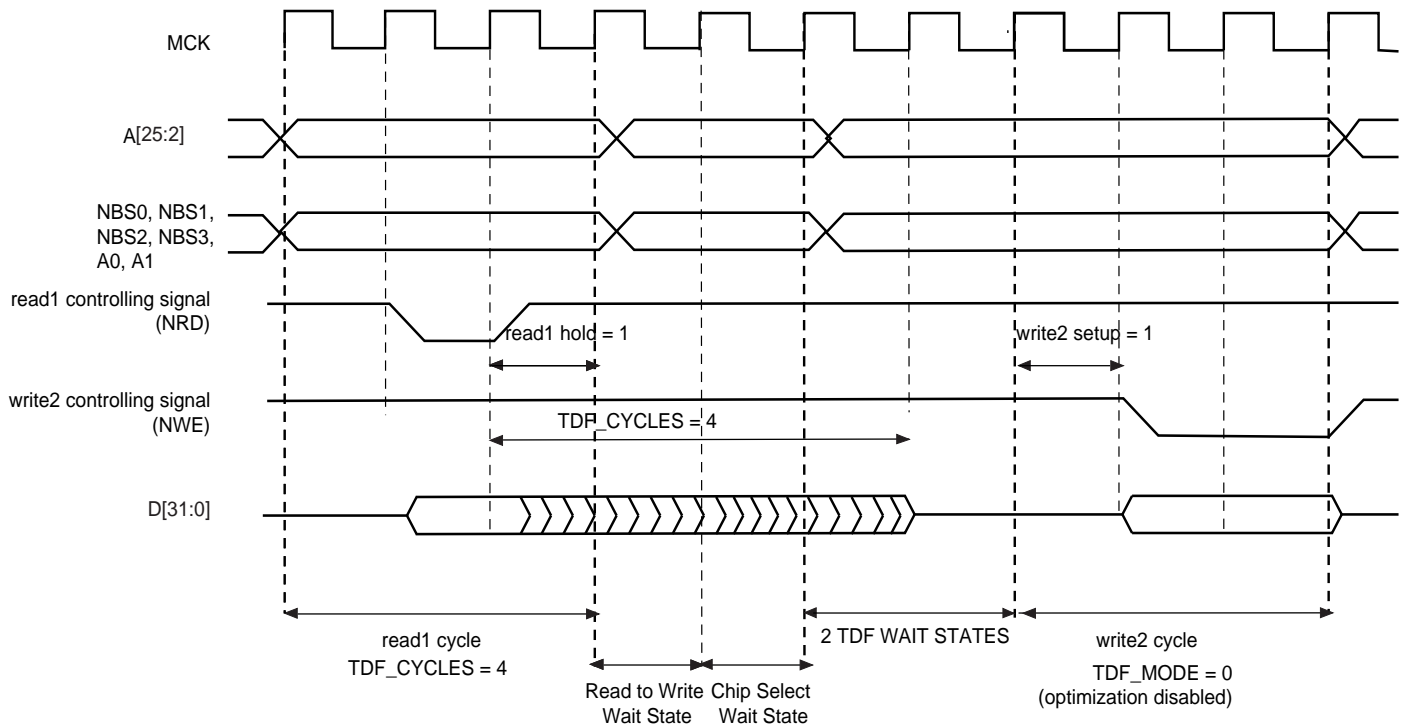 MCK
A[25:2]
NBS0, NBS1,
NBS2, NBS3,
A0, A1
read1 controlling signal
(NRD)
read1 hold = 1
write2 setup = 1
write2 controlling signal
(NWE)
TDF_CYCLES = 4
D[31:0]
read1 cycle
TDF_CYCLES = 4
Read to Write
Wait State
Chip Select
Wait State
2 TDF WAIT STATES
write2 cycle
TDF_MODE = 0
(optimization disabled)